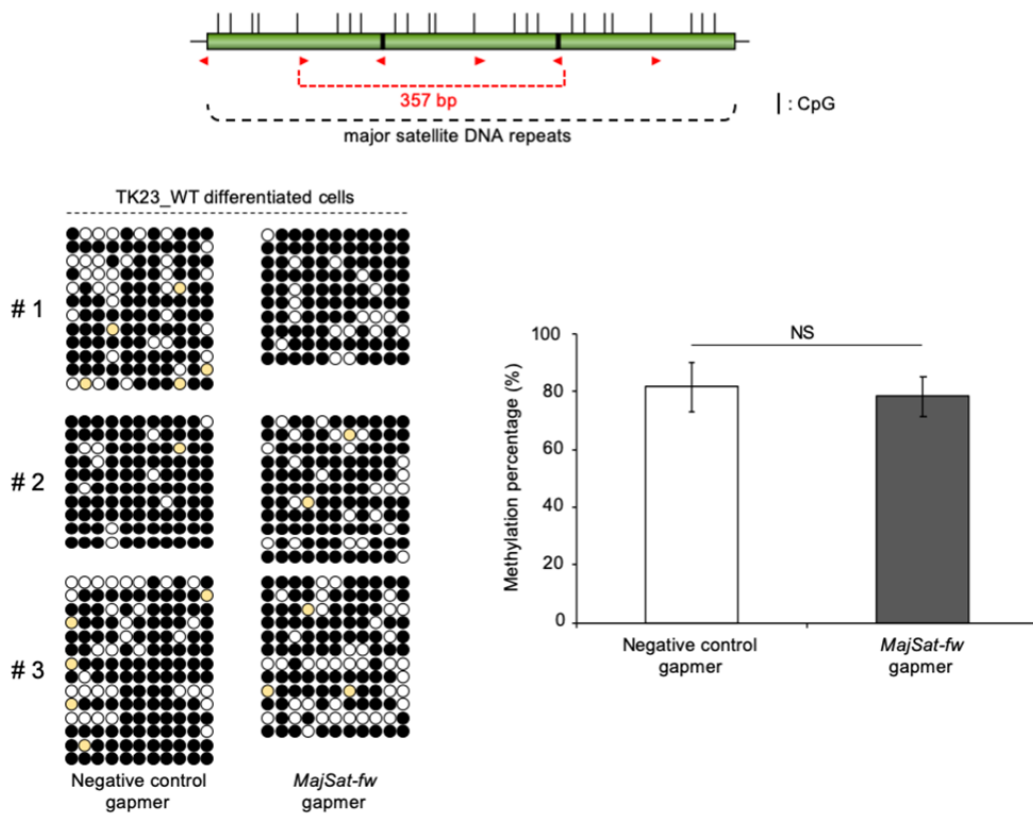 357 bp
| : CpG
major satellite DNA repeats
TK23_WT differentiated cells
# 1
# 2
# 3
Negative control
gapmer
MajSat-fw
gapmer
Methylation percentage (%)
100
80
60
40
20
0
NS
Negative control
gapmer
MajSat-fw
gapmer